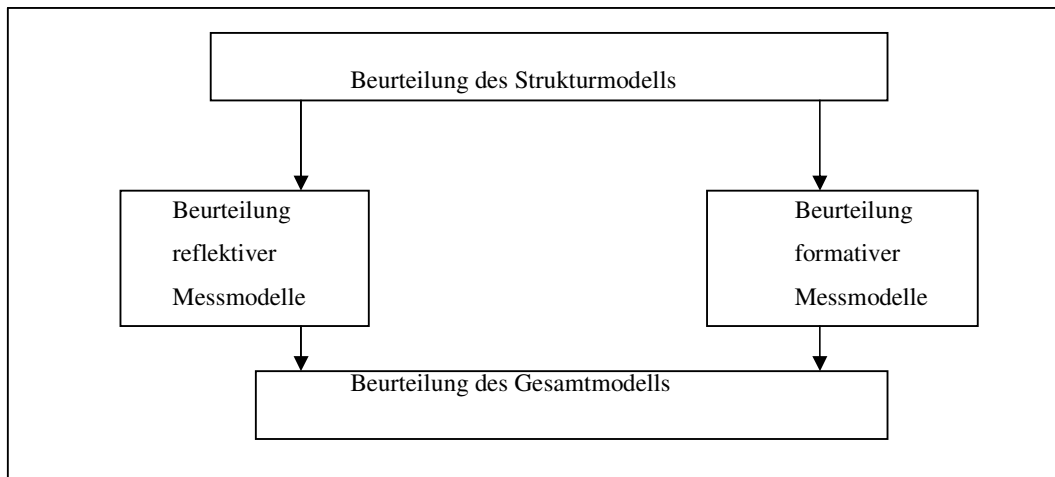 Beurteilung des Strukturmodells
Beurteilung
reflektiver
Messmodelle
Beurteilung
formativer
Messmodelle
Beurteilung des Gesamtmodells